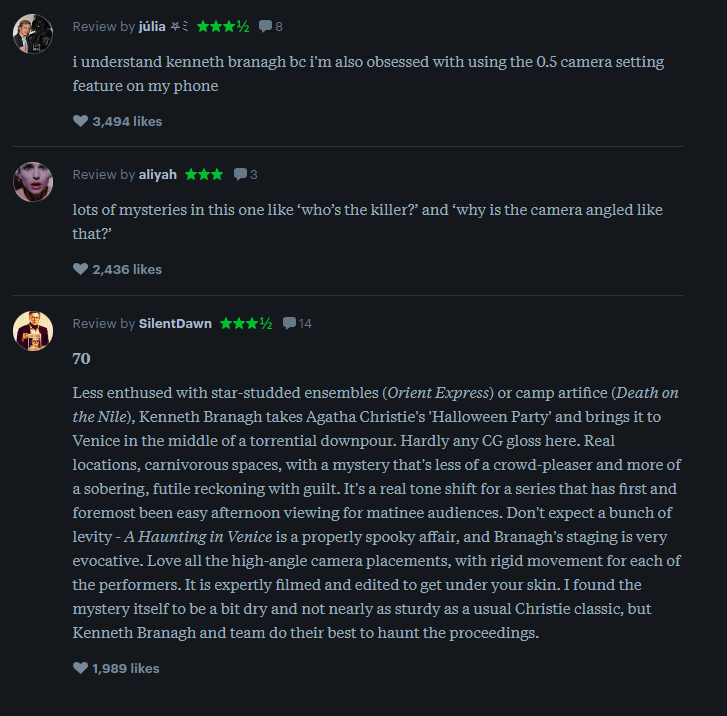 Review by júlia ⛧ミ ★★★½ 8
i understand kenneth branagh bc i'm also obsessed with using the 0.5 camera setting
feature on my phone
3,494 likes
Review by aliyah ★★★ 3
lots of mysteries in this one like ‘who’s the killer?’ and ‘why is the camera angled like
that?’
2,436 likes
Review by SilentDawn ★★★½ 14
70
Less enthused with star-studded ensembles (Orient Express) or camp artifice (Death on
the Nile), Kenneth Branagh takes Agatha Christie's 'Halloween Party' and brings it to
Venice in the middle of a torrential downpour. Hardly any CG gloss here. Real
locations, carnivorous spaces, with a mystery that's less of a crowd-pleaser and more of
a sobering, futile reckoning with guilt. It's a real tone shift for a series that has first and
foremost been easy afternoon viewing for matinee audiences. Don't expect a bunch of
levity - A Haunting in Venice is a properly spooky affair, and Branagh's staging is very
evocative. Love all the high-angle camera placements, with rigid movement for each of
the performers. It is expertly filmed and edited to get under your skin. I found the
mystery itself to be a bit dry and not nearly as sturdy as a usual Christie classic, but
Kenneth Branagh and team do their best to haunt the proceedings.
1,989 likes